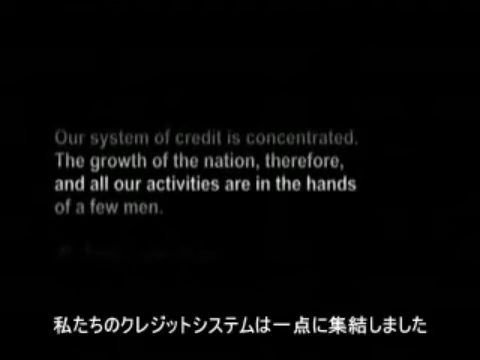 Our system of credit is concentrated.
The growth of the nation, therefore,
and all our activities are in the hands
of a few men.
私たちのクレジットシステムは一点に集結しました